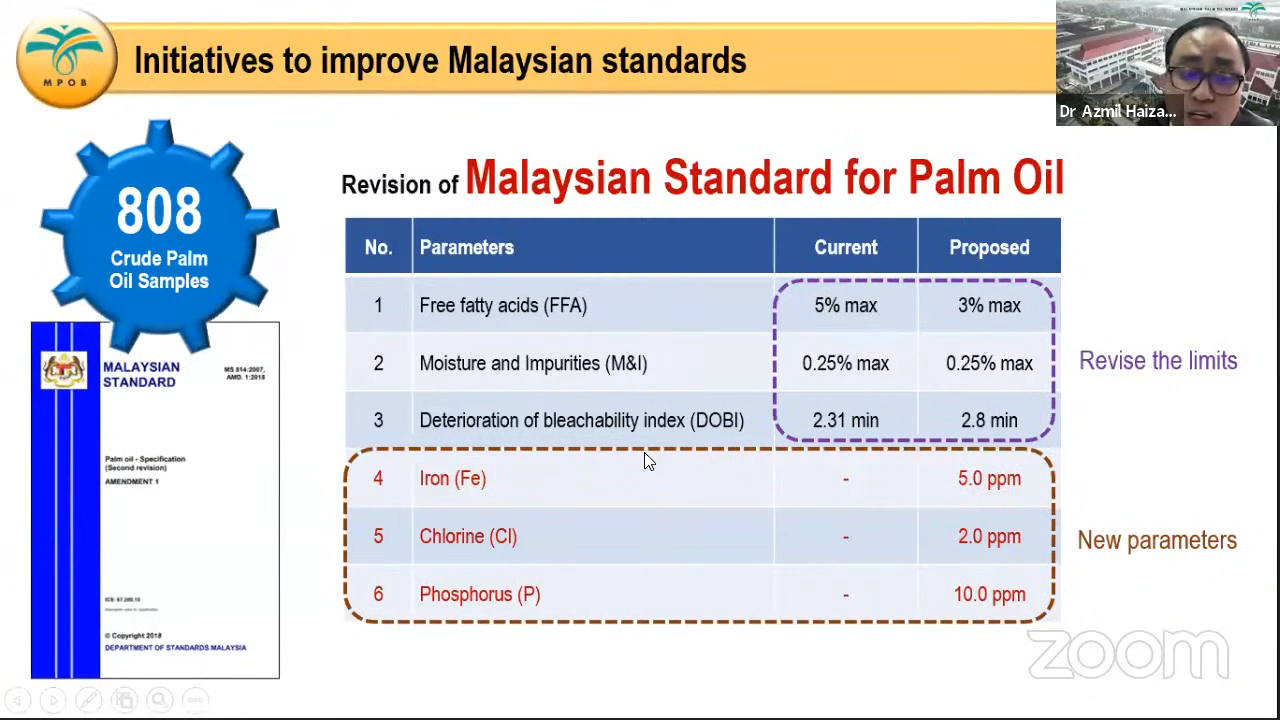 MPOB
Initiatives to improve Malaysian standards
Dr Azmil Haiza...
808
Crude Palm
Oil Samples
MALAYSIAN
STANDARD
MS 814:2007,
AMD. 1:2018
Palm oil - Specification
(Second revision)
AMENDMENT 1
© Copyright 2018
DEPARTMENT OF STANDARDS MALAYSIA
Revision of Malaysian Standard for Palm Oil
No. Parameters Current Proposed
1 Free fatty acids (FFA) 5% max 3% max
2 Moisture and Impurities (M&I) 0.25% max 0.25% max
3 Deterioration of bleachability index (DOBI) 2.31 min 2.8 min
4 Iron (Fe) - 5.0 ppm
5 Chlorine (Cl) - 2.0 ppm
6 Phosphorus (P) - 10.0 ppm
Revise the limits
New parameters
zoom